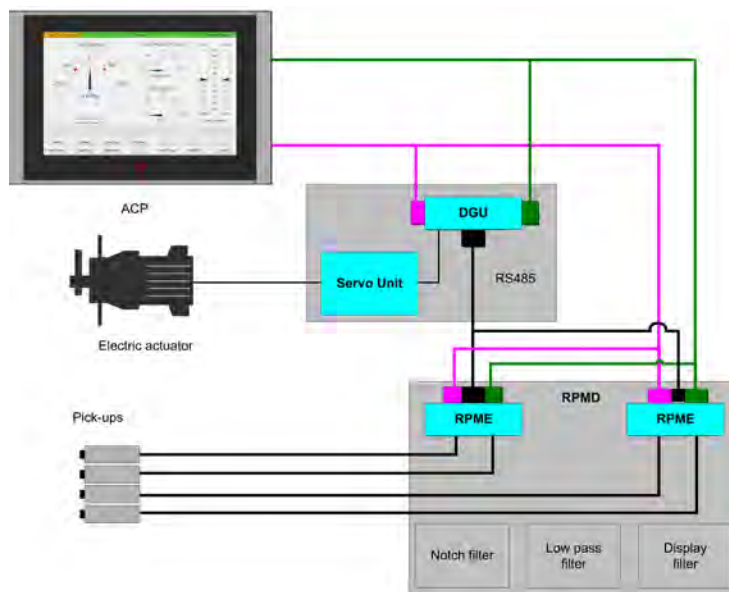 ACP
DGU
RS485
Servo Unit
Electric actuator
RPMD
Pick-ups
RPME
RPME
Notch filter
Low pass
filter
Display
filter